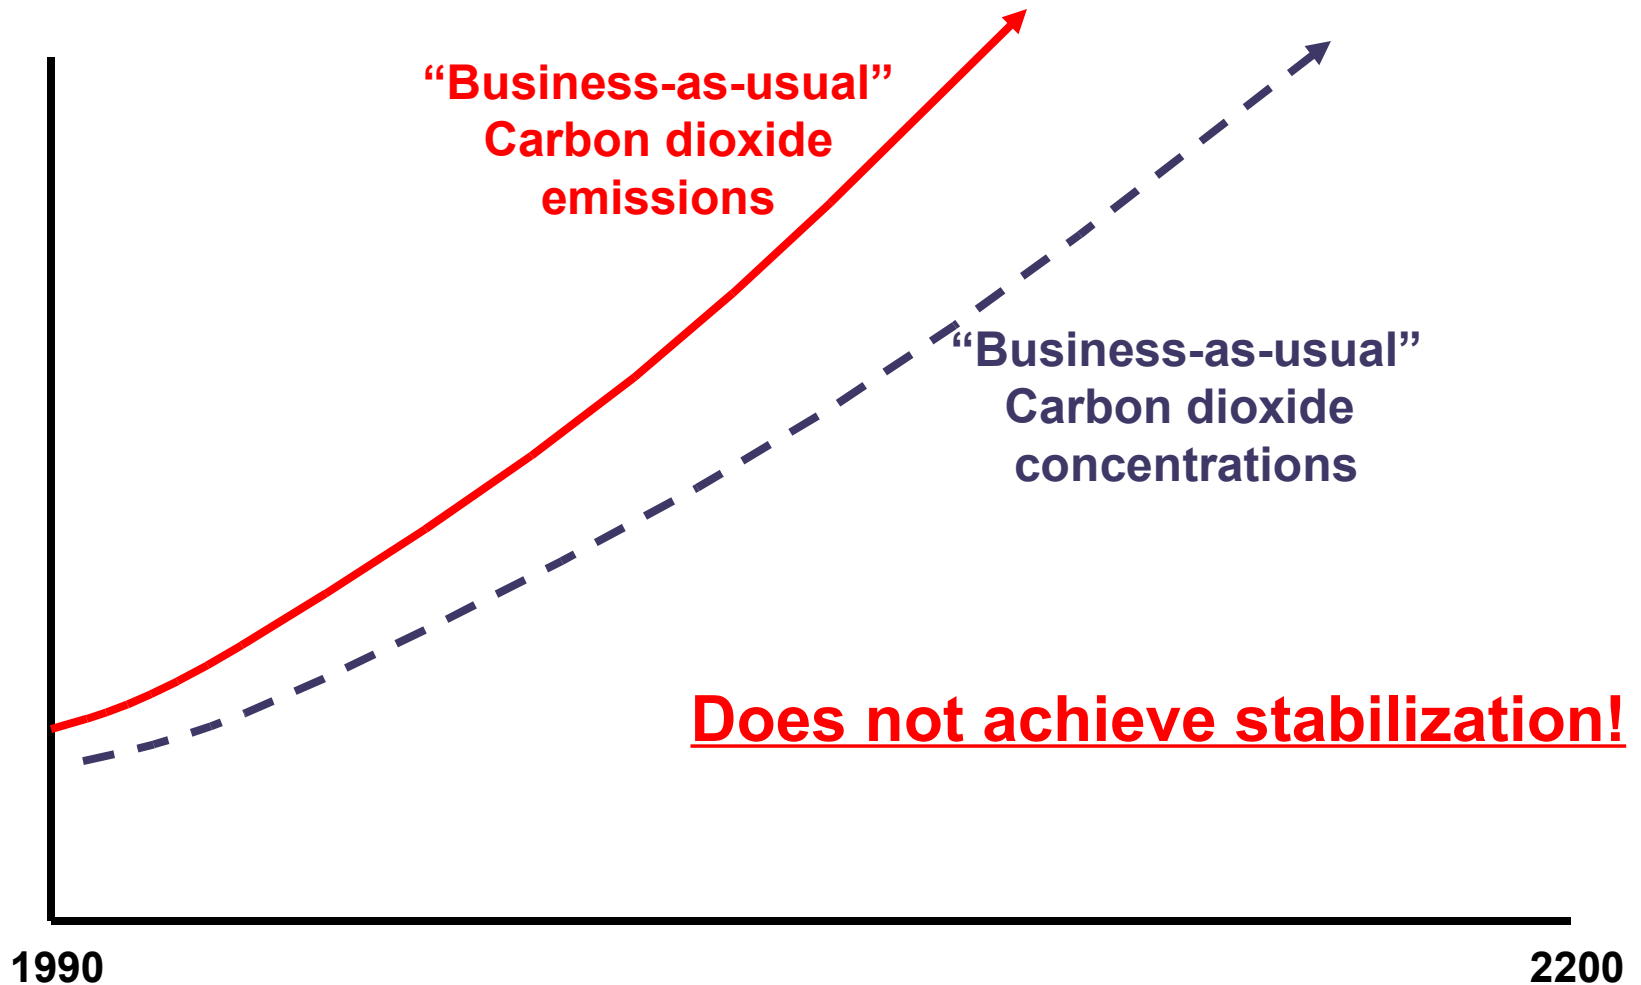 “Business-as-usual”
Carbon dioxide
emissions
“Business-as-usual”
Carbon dioxide
concentrations
Does not achieve stabilization!
1990
2200